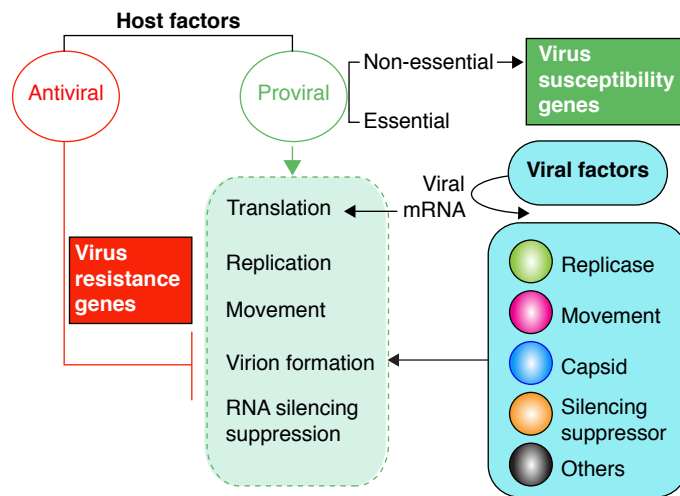 Host factors
Antiviral
Proviral
Non-essential
Essential
Virus
susceptibility
genes
Viral factors
Viral
mRNA
Translation
Replication
Movement
Virion formation
RNA silencing
suppression
Virus
resistance
genes
Replicase
Movement
Capsid
Silencing
suppressor
Others